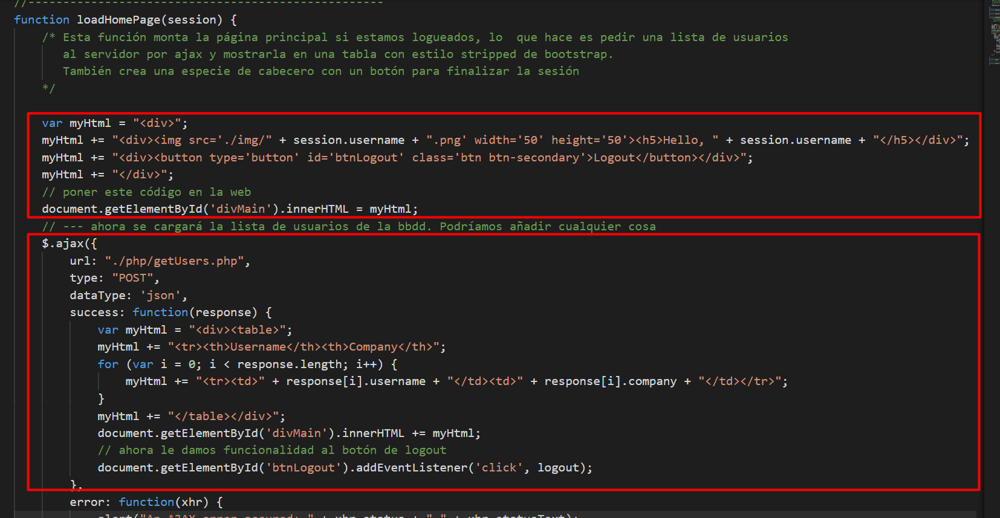 //---------------------------------------------------
function loadHomePage(session) {
/* Esta función monta la página principal si estamos logueados, lo  que hace es pedir una lista de usuarios
al servidor por ajax y mostrarla en una tabla con estilo stripped de bootstrap.
También crea una especie de cabecero con un botón para finalizar la sesión
*/
var myHtml = "<div>";
myHtml += "<div><img src='./img/" + session.username + ".png' width='50' height='50'><h5>Hello, " + session.username + "</h5></div>";
myHtml += "<div><button type='button' id='btnLogout' class='btn btn-secondary'>Logout</button></div>";
myHtml += "</div>";
// poner este código en la web
document.getElementById('divMain').innerHTML = myHtml;
// --- ahora se cargará la lista de usuarios de la bbdd. Podríamos añadir cualquier cosa
$.ajax({
url: "./php/getUsers.php",
type: "POST",
dataType: 'json',
success: function(response) {
var myHtml = "<div><table>";
myHtml += "<tr><th>Username</th><th>Company</th>";
for (var i = 0; i < response.length; i++) {
myHtml += "<tr><td>" + response[i].username + "</td><td>" + response[i].company + "</td></tr>";
}
myHtml += "</table></div>";
document.getElementById('divMain').innerHTML += myHtml;
// ahora le damos funcionalidad al botón de logout
document.getElementById('btnLogout').addEventListener('click', logout);
},
error: function(xhr) {
alert("An AJAX error occured: " + xhr.status + " " + xhr.statusText);